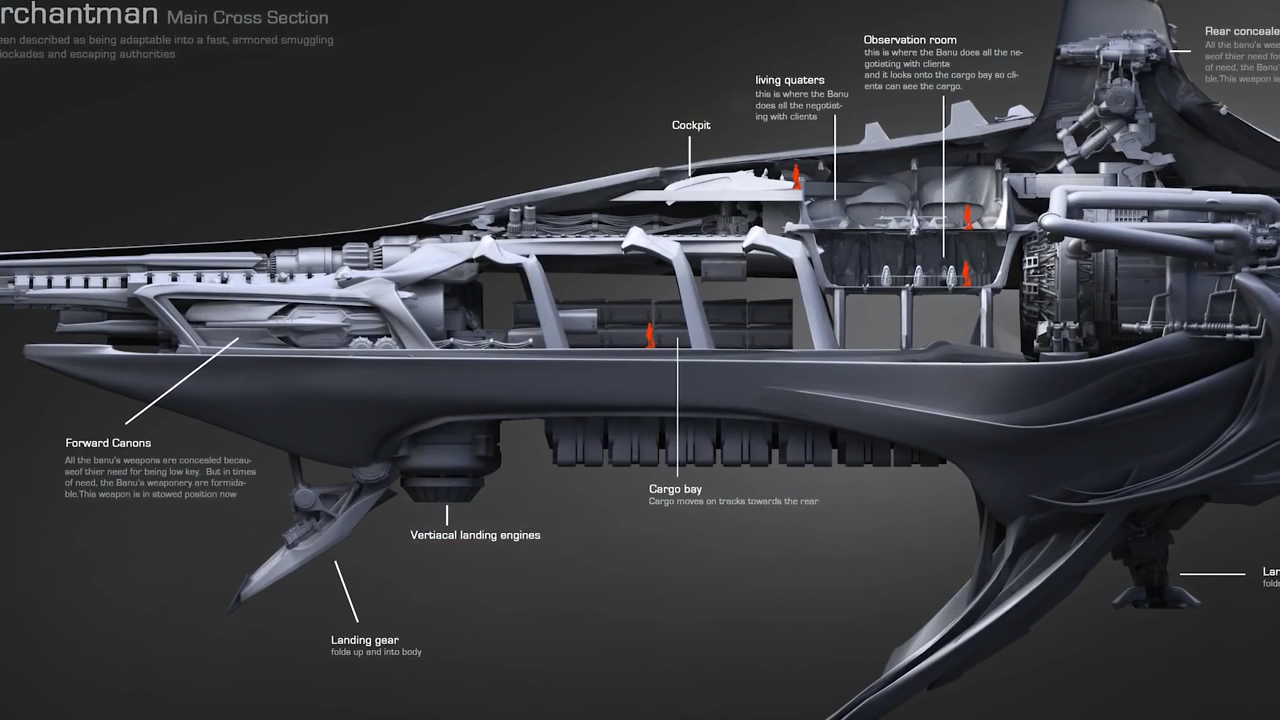 rchantman Main Cross Section
een described as being adaptable into a fast, armored smuggling
lockades and escaping authorities
Observation room
this is where the Banu does all the ne-
gotiating with clients
and it looks onto the cargo bay so cli-
ents can see the cargo.
Rear conceale
All the banu's wea
seof thier need for
of need, the Banu's
ble.This weapon is
living quaters
this is where the Banu
does all the negotiat-
ing with clients
Cockpit
Forward Canons
All the banu's weapons are concealed becau-
seof thier need for being low key. But in times
of need, the Banu's weaponery are formida-
ble.This weapon is in stowed position now
Cargo bay
Cargo moves on tracks towards the rear
Vertiacal landing engines
Lan
folds
Landing gear
folds up and into body